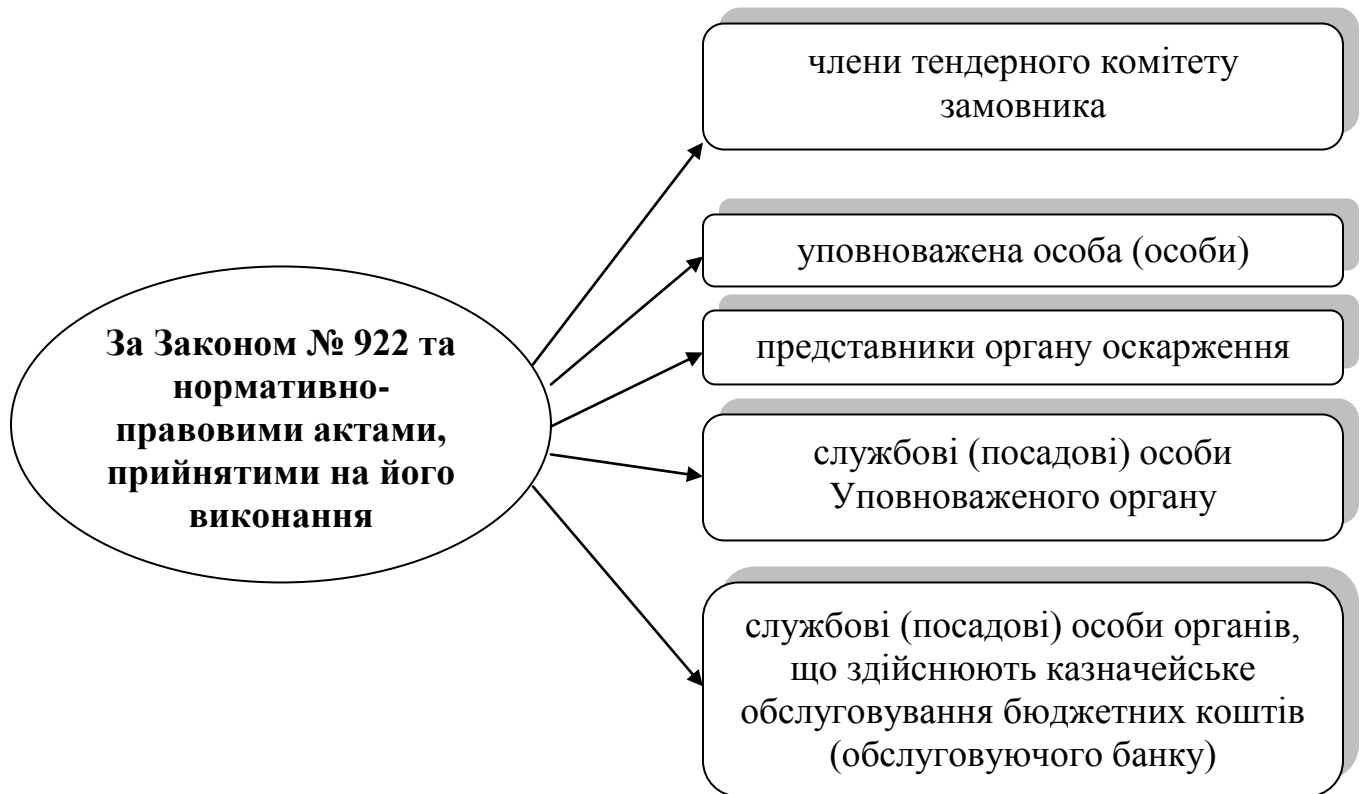 члени тендерного комітету
замовника
уповноважена особа (особи)
За Законом № 922 та
нормативно-
правовими актами,
прийнятими на його
виконання
представники органу оскарження
службові (посадові) особи
Уповноваженого органу
службові (посадові) особи органів,
що здійснюють казначейське
обслуговування бюджетних коштів
(обслуговуючого банку)